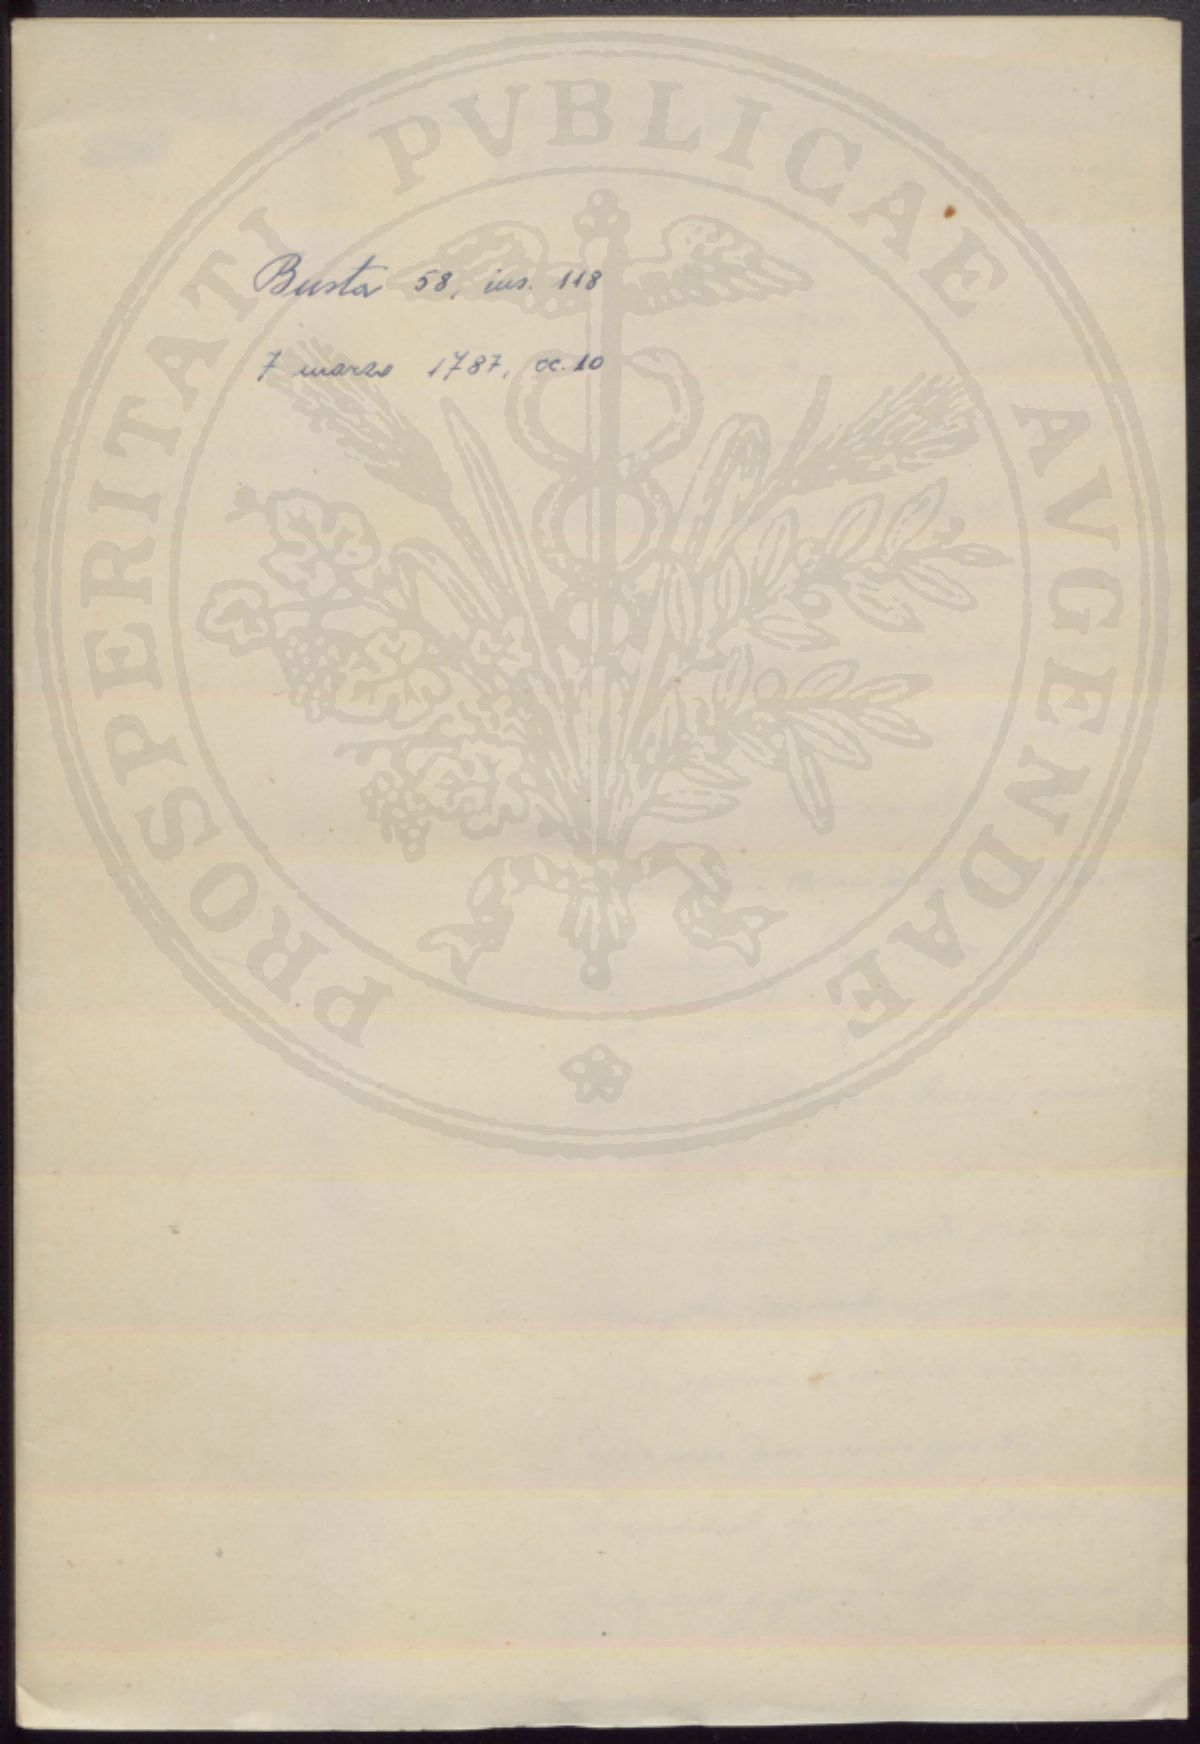 PROSPERITATI PVBLICAE AVGENDAE
Busta 58, ins. 118
7 marzo 1787, cc. 10